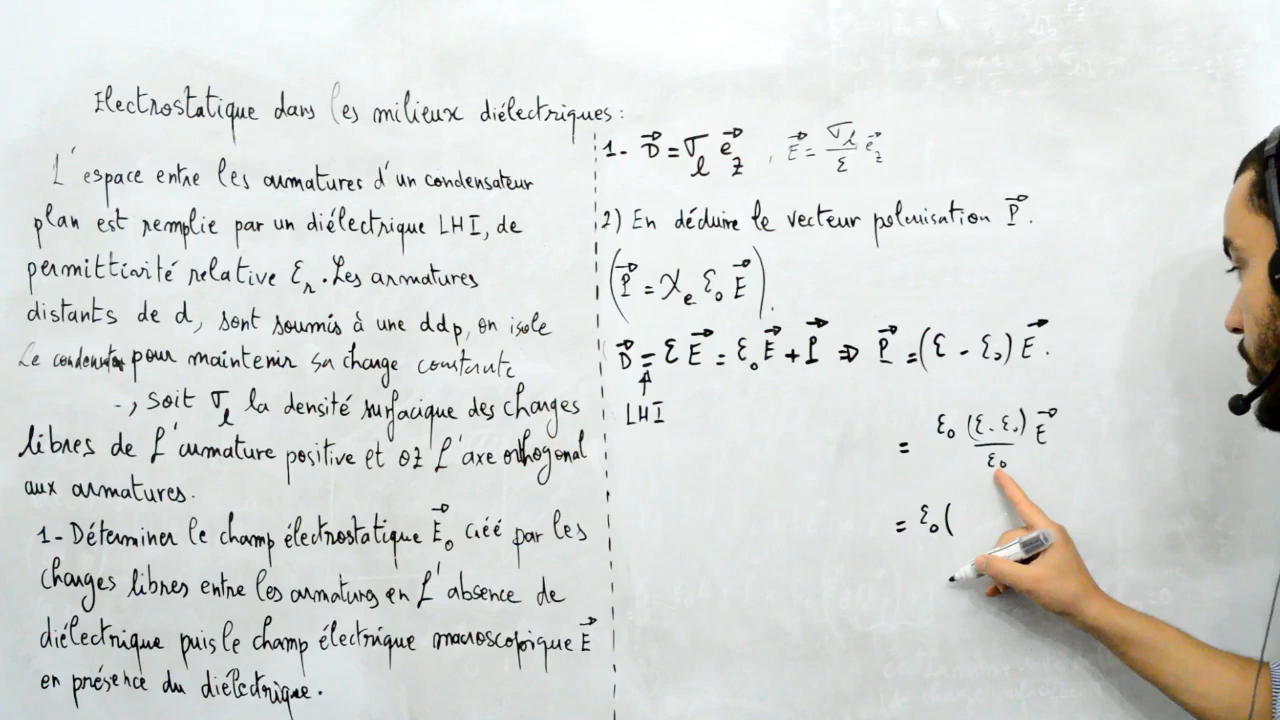 Electrostatique dans les milieux diélectriques :
L'espace entre les armatures d'un condensateur
plan est remplie par un diélectrique LHI, de
permittivité relative εr. Les armatures
distants de d, sont soumis à une ddp, on isole
Le condensat pour maintenir sa charge constante
, soit σl la densité surfacique des charges
libres de l'armature positive et oz l'axe orthogonal
aux armatures.
1- Déterminer le champ électrostatique E⃗₀ créé par les
charges libres entre les armatures en l'absence de
diélectrique puis le champ électrique macroscopique E⃗
en présence du diélectrique.
1- D⃗ = σl e⃗z , E⃗ = σl/ε e⃗z
2) En déduire le vecteur polarisation P⃗.
(P⃗ = χe ε₀ E⃗).
D⃗ = ε E⃗ = ε₀ E⃗ + P⃗ ⇒ P⃗ = (ε - ε₀) E⃗.
↑
LHI
= ε₀ (ε - ε₀)/ε₀ E⃗
= ε₀ (